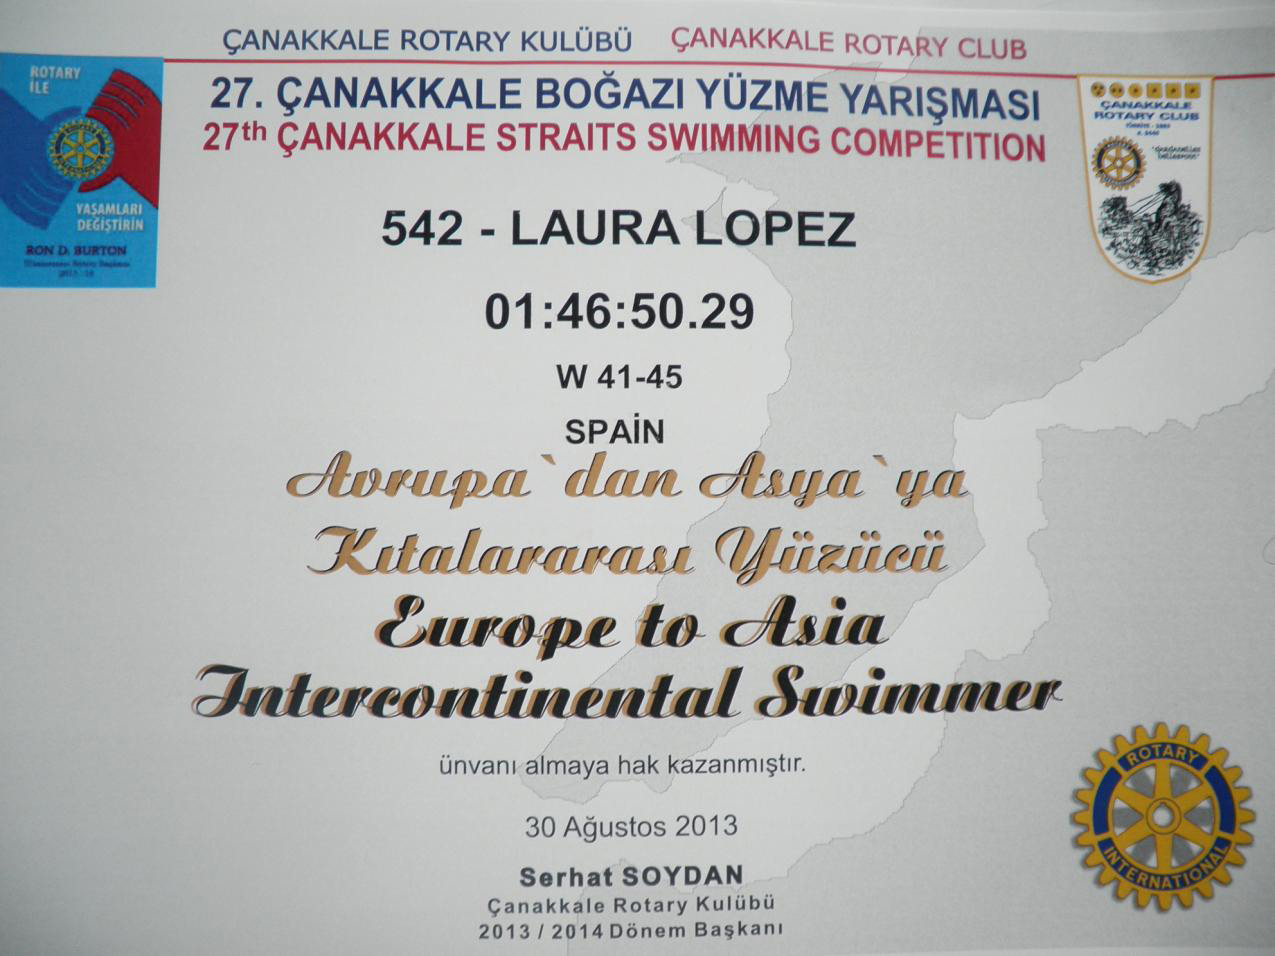 ÇANAKKALE ROTARY KULÜBÜ ÇANAKKALE ROTARY CLUB
27. ÇANAKKALE BOĞAZI YÜZME YARIŞMASI
27th ÇANAKKALE STRAITS SWIMMING COMPETITION
ROTARY
İLE
YAŞAMLARI
DEĞİŞTİRİN
RON D. BURTON
ÇANAKKALE
ROTARY CLUB
542 - LAURA LOPEZ
01:46:50.29
W 41-45
SPAİN
Avrupa`dan Asya`ya
Kıtalararası Yüzücü
Europe to Asia
Intercontinental Swimmer
ünvanı almaya hak kazanmıştır.
30 Ağustos 2013
Serhat SOYDAN
Çanakkale Rotary Kulübü
2013 / 2014 Dönem Başkanı
ROTARY
INTERNATIONAL